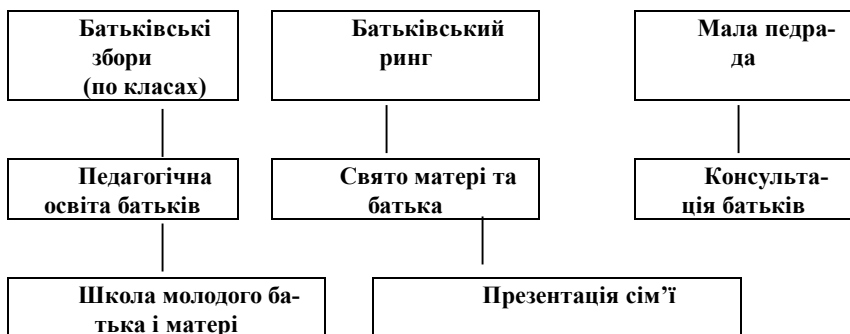 Батьківські
збори
(по класах)
Батьківський
ринг
Мала педра-
да
Педагогічна
освіта батьків
Свято матері та
батька
Консульта-
ція батьків
Школа молодого ба-
тька і матері
Презентація сім’ї